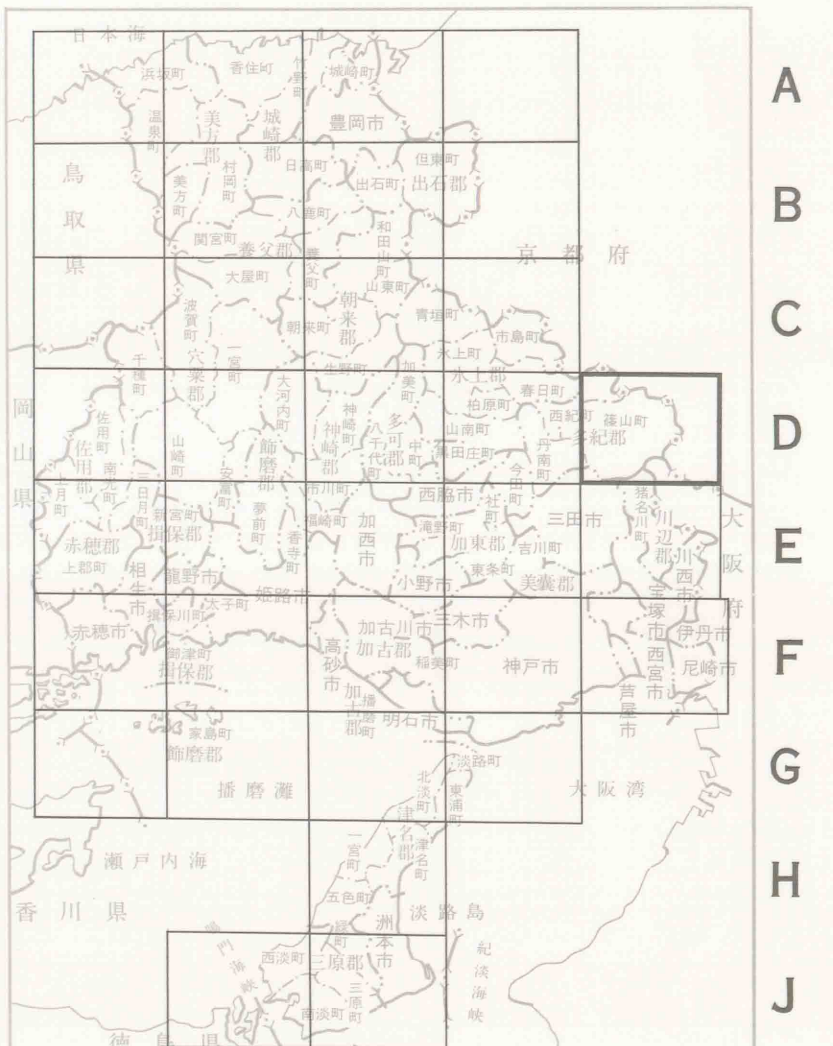 日本海
浜坂町
香住町
竹野町
城崎町
温泉町
美方郡
城崎郡
豊岡市
A
鳥取県
美方町
村岡町
日高町
出石町
但東町
出石郡
八鹿町
関宮町
養父郡
養父町
和田山町
京都府
B
大屋町
山東町
波賀町
一宮町
宍粟郡
朝来町
朝来郡
青垣町
市島町
氷上町
氷上郡
C
岡山県
千種町
生野町
加美町
大河内町
神崎町
神崎郡
八千代町
多可郡
中町
柏原町
春日町
山南町
黒田庄町
丹南町
西紀町
篠山町
多紀郡
今田町
佐用町
佐用郡
南光町
山崎町
安富町
飾磨郡
D
上月町
三日月町
新宮町
揖保郡
夢前町
市川町
福崎町
香寺町
加西市
西脇市
滝野町
社町
加東郡
三田市
吉川町
東条町
美嚢郡
猪名川町
川辺郡
川西市
大阪府
赤穂郡
上郡町
相生市
龍野市
姫路市
小野市
宝塚市
E
赤穂市
揖保川町
太子町
御津町
揖保郡
高砂市
加古川市
加古郡
稲美町
三木市
神戸市
西宮市
伊丹市
尼崎市
芦屋市
F
加古郡
播磨町
明石市
家島町
飾磨郡
播磨灘
淡路町
北淡町
東浦町
大阪湾
G
瀬戸内海
津名郡
一宮町
津名町
五色町
香川県
淡路島
H
鳴門海峡
緑町
洲本市
西淡町
三原郡
三原町
南淡町
紀淡海峡
J
徳島県